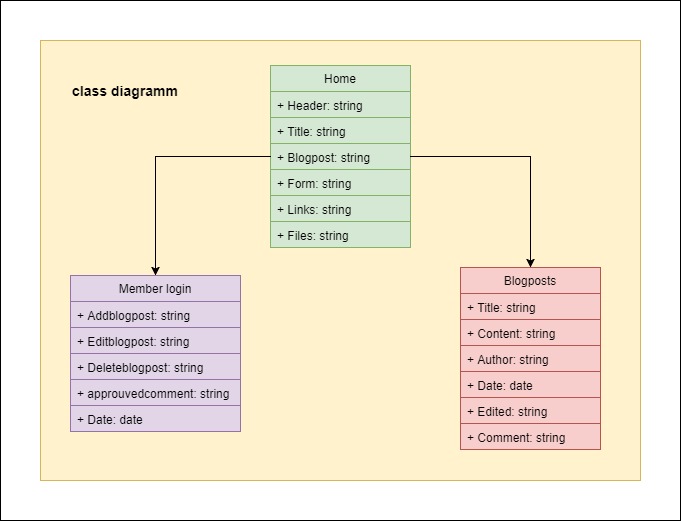 class diagramm
Home
+ Header: string
+ Title: string
+ Blogpost: string
+ Form: string
+ Links: string
+ Files: string
Member login
+ Addblogpost: string
+ Editblogpost: string
+ Deleteblogpost: string
+ approuvedcomment: string
+ Date: date
Blogposts
+ Title: string
+ Content: string
+ Author: string
+ Date: date
+ Edited: string
+ Comment: string